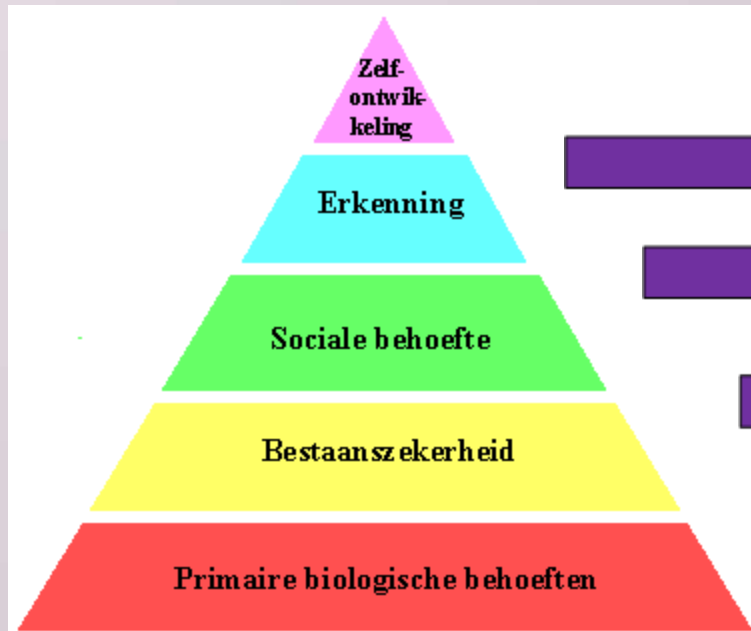 Zelf-
ontwik-
keling
Erkenning
Sociale behoefte
Bestaanszekerheid
Primaire biologische behoeften